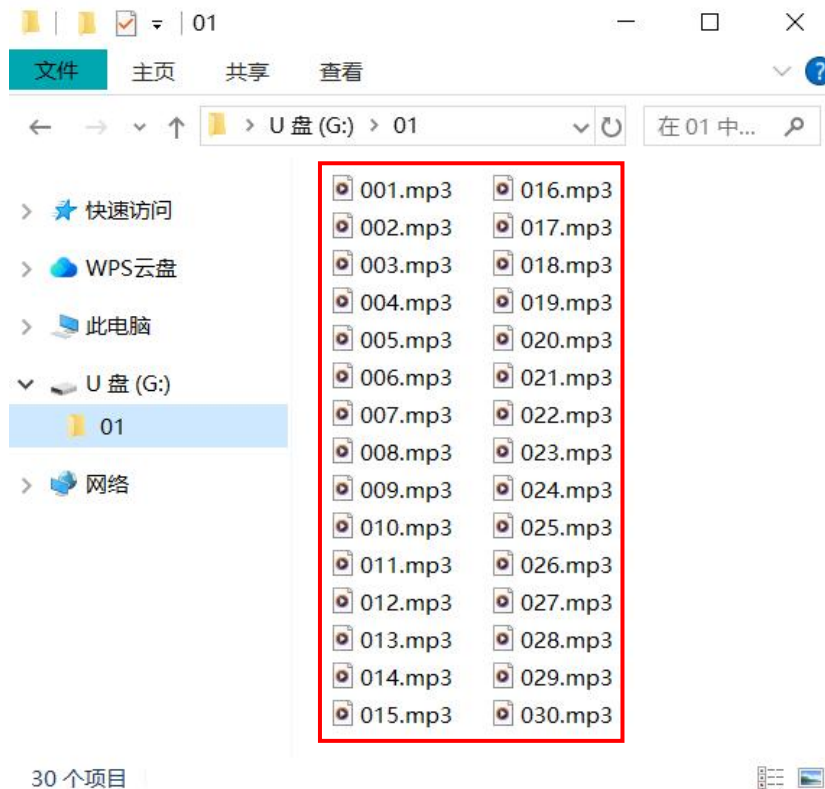 01
文件 主页 共享 查看 ?
U 盘 (G:) 01 在 01 中...
快速访问
WPS云盘
此电脑
U 盘 (G:)
01
网络
001.mp3 016.mp3
002.mp3 017.mp3
003.mp3 018.mp3
004.mp3 019.mp3
005.mp3 020.mp3
006.mp3 021.mp3
007.mp3 022.mp3
008.mp3 023.mp3
009.mp3 024.mp3
010.mp3 025.mp3
011.mp3 026.mp3
012.mp3 027.mp3
013.mp3 028.mp3
014.mp3 029.mp3
015.mp3 030.mp3
30 个项目